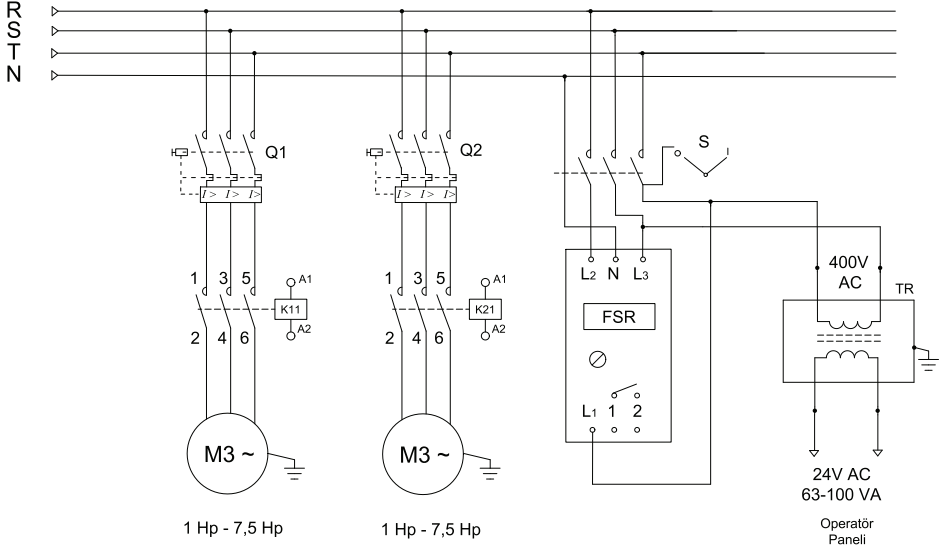 R
S
T
N
Q1
Q2
S
I
I > I > I >
I > I > I >
L2 N L3
400V
AC
TR
1 3 5
A1
K11
A2
2 4 6
1 3 5
A1
K21
A2
2 4 6
FSR
L1 1 2
M3 ~
M3 ~
24V AC
63-100 VA
1 Hp - 7,5 Hp
1 Hp - 7,5 Hp
Operatör
Paneli